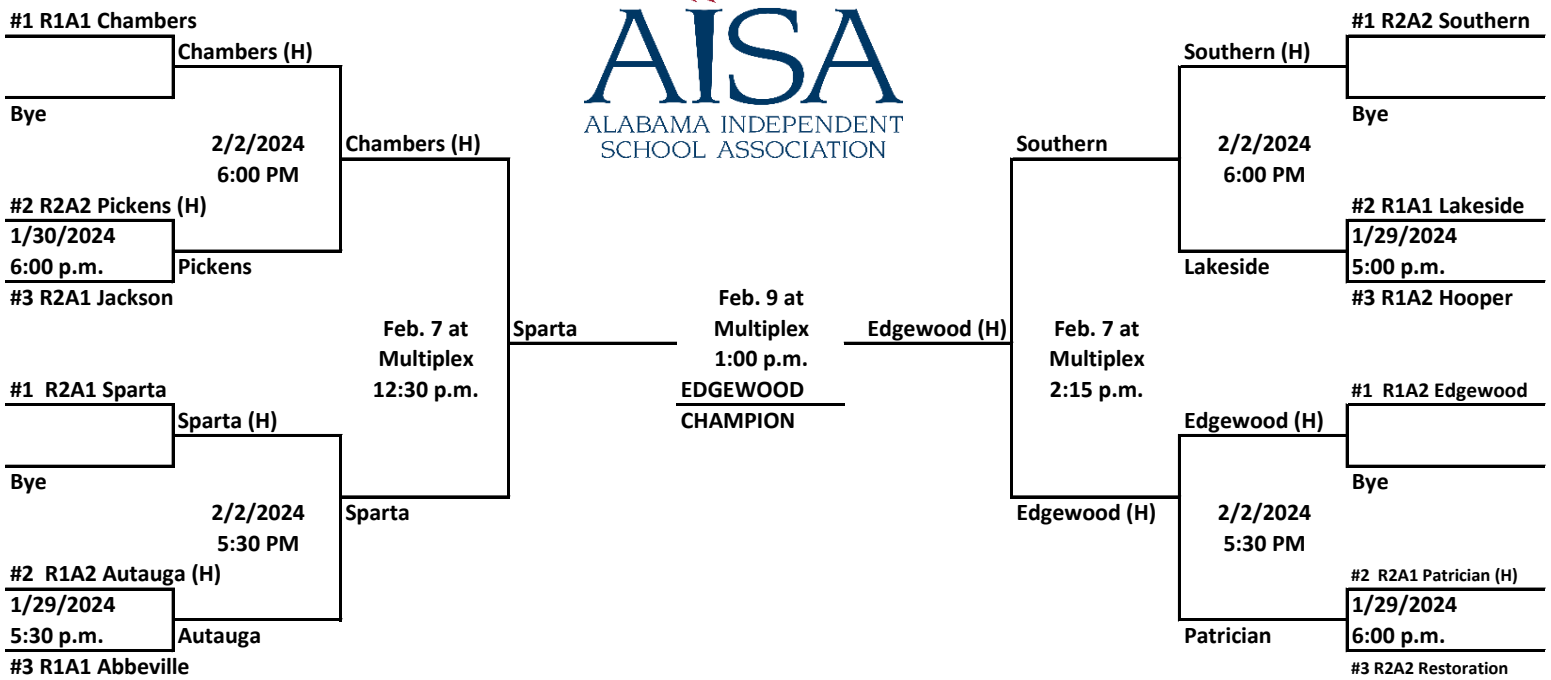 #1 R1A1 Chambers
Chambers (H)
Bye
2/2/2024
6:00 PM
Chambers (H)
#2 R2A2 Pickens (H)
1/30/2024
6:00 p.m.
Pickens
#3 R2A1 Jackson
Feb. 7 at
Multiplex
12:30 p.m.
Sparta
#1  R2A1 Sparta
Sparta (H)
Bye
2/2/2024
5:30 PM
Sparta
#2  R1A2 Autauga (H)
1/29/2024
5:30 p.m.
Autauga
#3 R1A1 Abbeville
AISA
ALABAMA INDEPENDENT
SCHOOL ASSOCIATION
Feb. 9 at
Multiplex
1:00 p.m.
EDGEWOOD
CHAMPION
#1 R2A2 Southern
Southern (H)
Bye
Southern
2/2/2024
6:00 PM
#2 R1A1 Lakeside
1/29/2024
Lakeside
5:00 p.m.
#3 R1A2 Hooper
Edgewood (H)
Feb. 7 at
Multiplex
2:15 p.m.
#1  R1A2 Edgewood
Edgewood (H)
Bye
Edgewood (H)
2/2/2024
5:30 PM
#2  R2A1 Patrician (H)
1/29/2024
Patrician
6:00 p.m.
#3 R2A2 Restoration